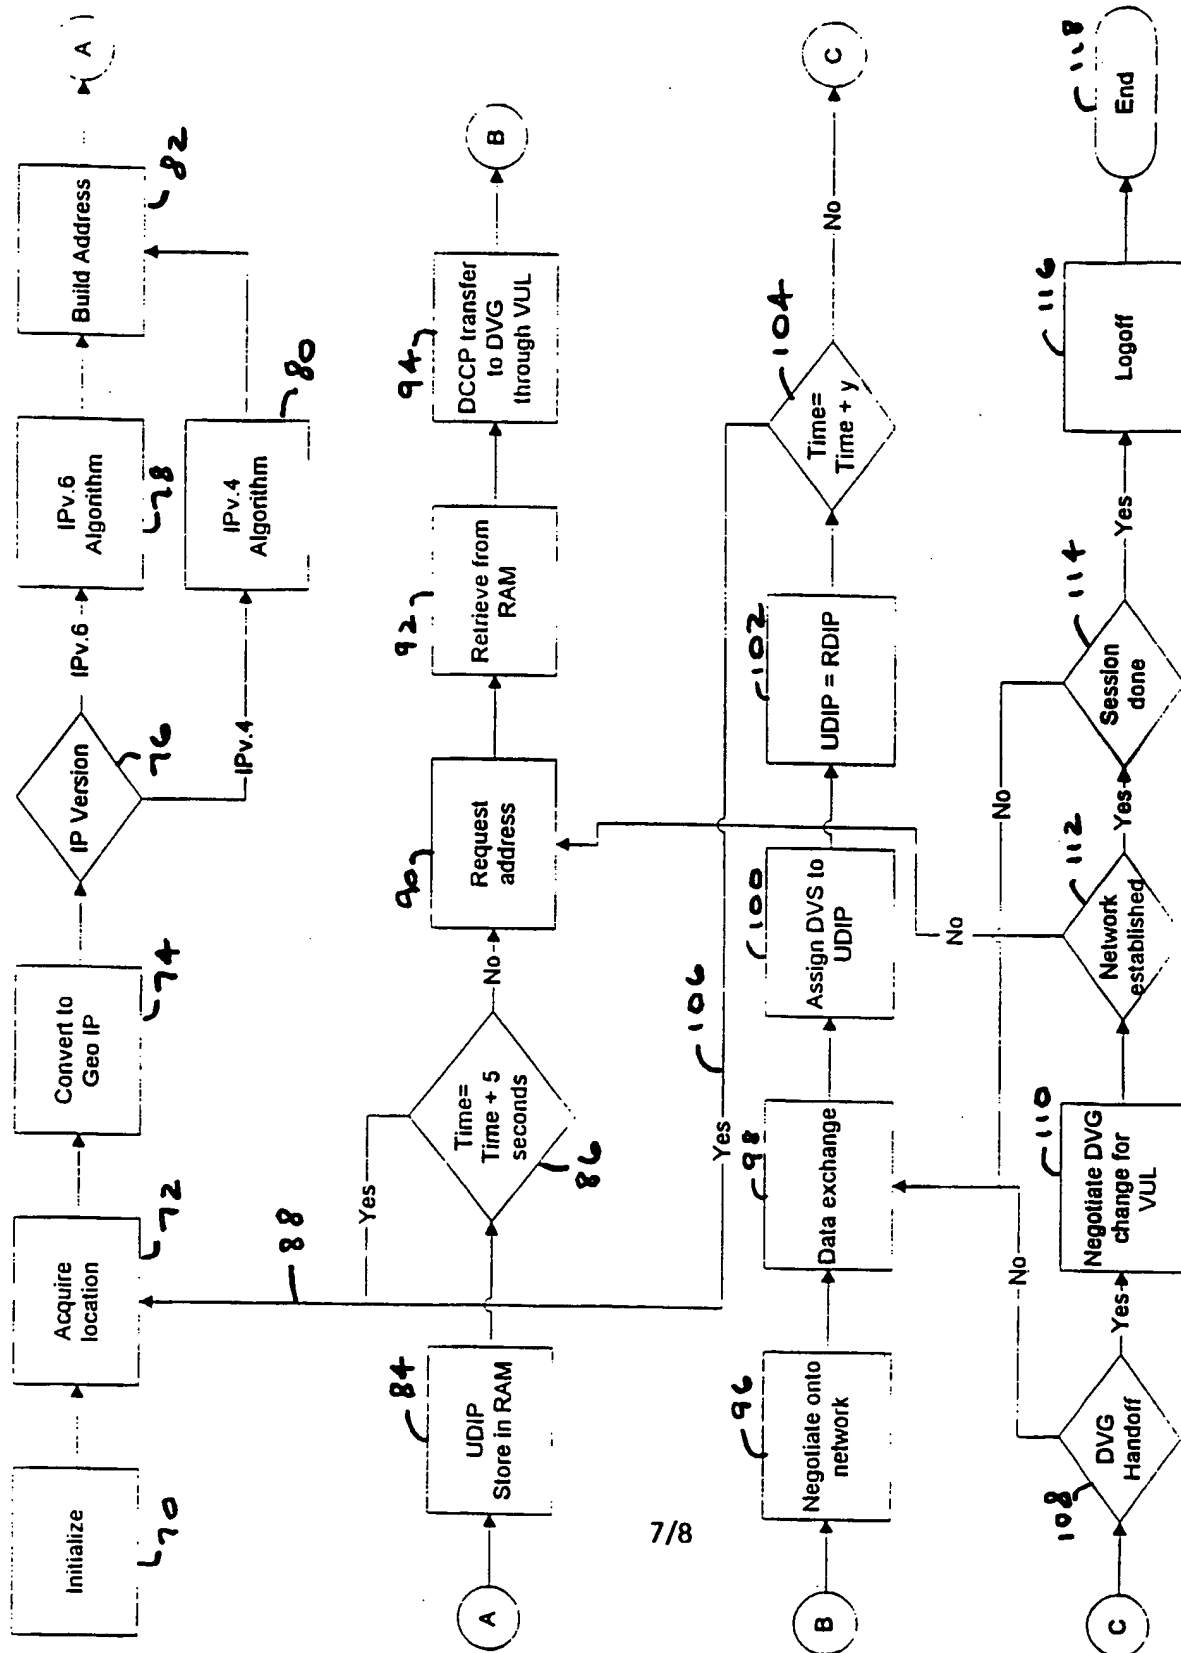 Initialize
70
Acquire
location
72
Convert to
Geo IP
74
IP Version
76
IPv.6
IPv.4
IPv.6
Algorithm
78
IPv.4
Algorithm
80
Build Address
82
A
A
UDIP
Store in RAM
84
Time=
Time + 5
seconds
86
Yes
88
No
Request
address
90
Retrieve from
RAM
92
DCCP transfer
to DVG
through VUL
94
B
B
Negotiate onto
network
96
Data exchange
98
Assign DVS to
UDIP
100
UDIP = RDIP
102
Time=
Time + y
104
Yes
106
No
C
C
DVG
Handoff
108
No
Yes
Negotiate DVG
change for
VUL
110
Network
established
112
No
Yes
Session
done
114
No
Yes
Logoff
116
End
118
7/8